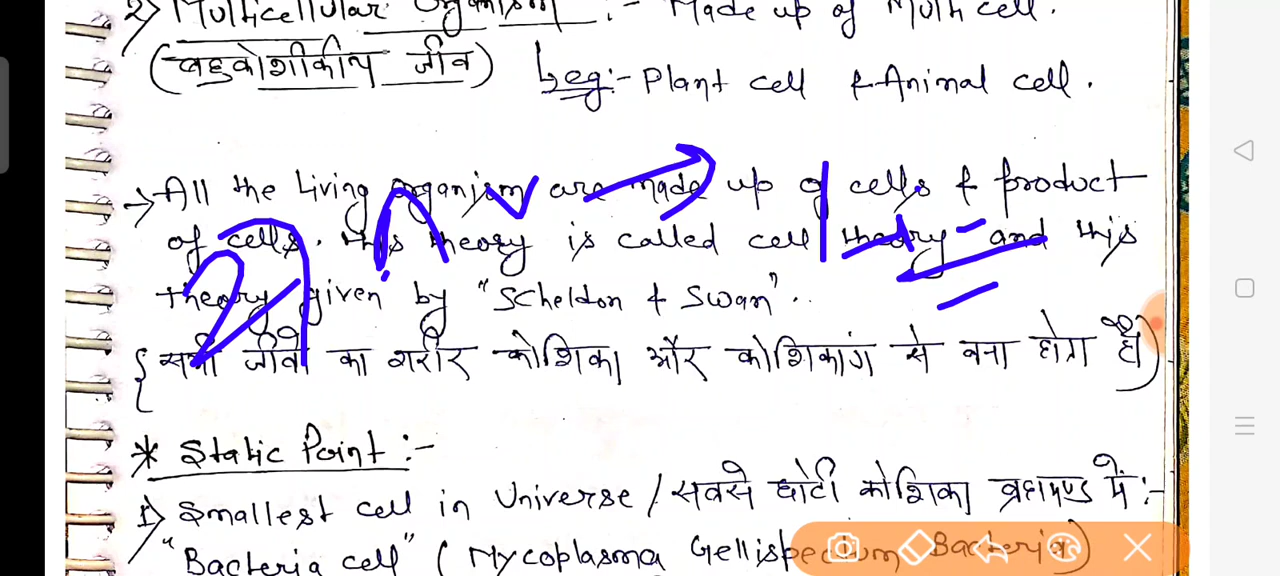 2) Multicellular Organism :- Made up of Multi cell.
(बहुकोशीकीय जीव) eg:- Plant cell & Animal cell.
→ All the Living Organism are made up of cells & product
of cells. this theory is called cell theory and this
theory given by "Scheldon & Swan"..
{सभी जीवों का शरीर कोशिका और कोशिकांग से बना होता है)
* Static Point :-
1) Smallest cell in Universe / सबसे छोटी कोशिका ब्रह्माण्ड में :-
"Bacteria cell" ( Mycoplasma Bacteria)